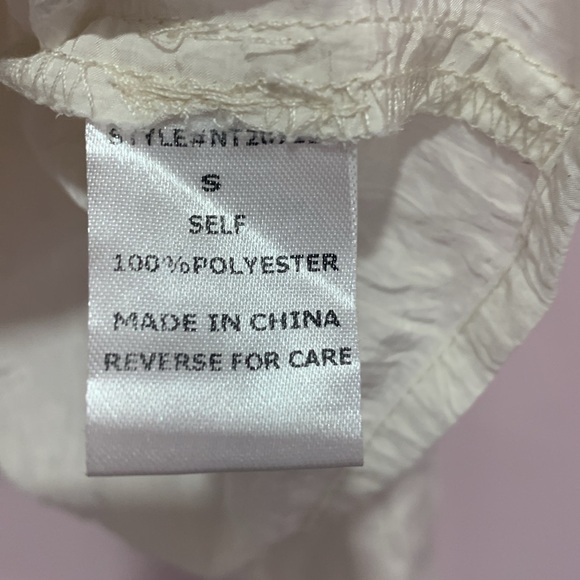 S
SELF
100%POLYESTER
MADE IN CHINA
REVERSE FOR CARE